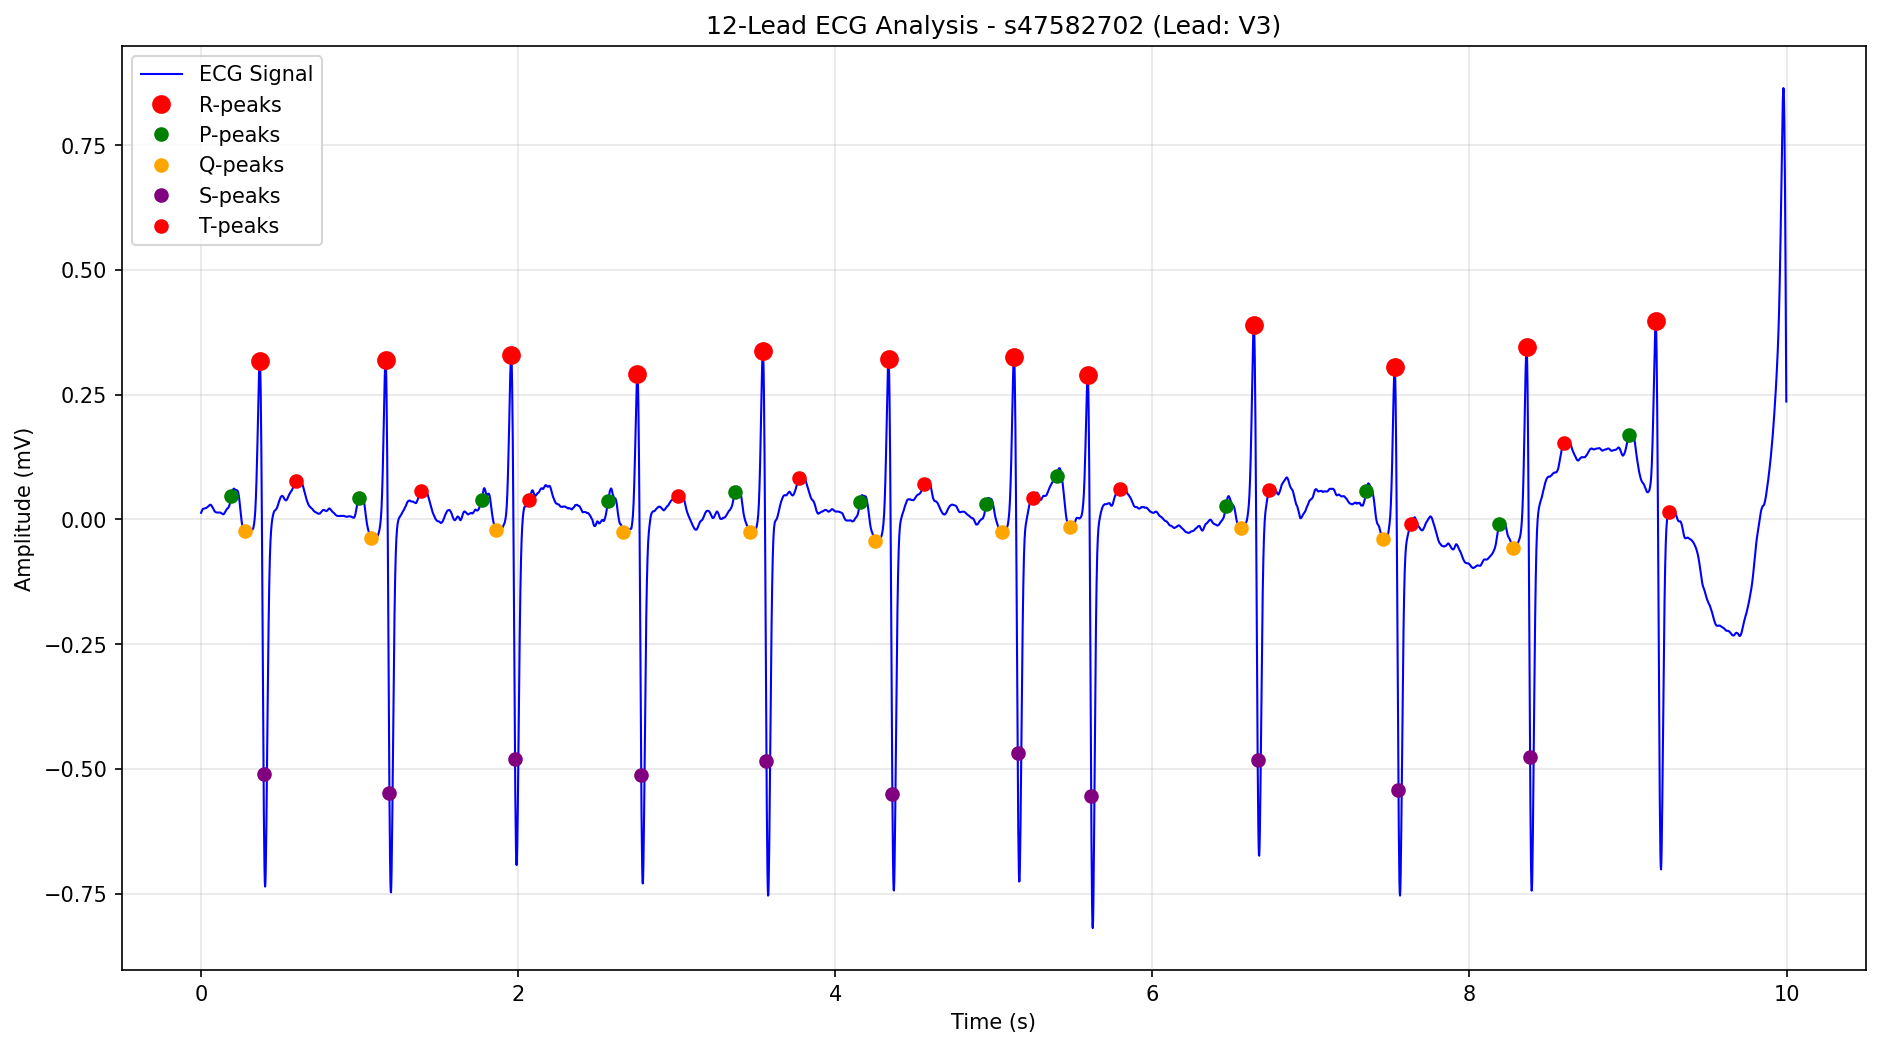 12-Lead ECG Analysis - s47582702 (Lead: V3)
ECG Signal
R-peaks
P-peaks
Q-peaks
S-peaks
T-peaks
Amplitude (mV)
0.75
0.50
0.25
0.00
−0.25
−0.50
−0.75
0 2 4 6 8 10
Time (s)